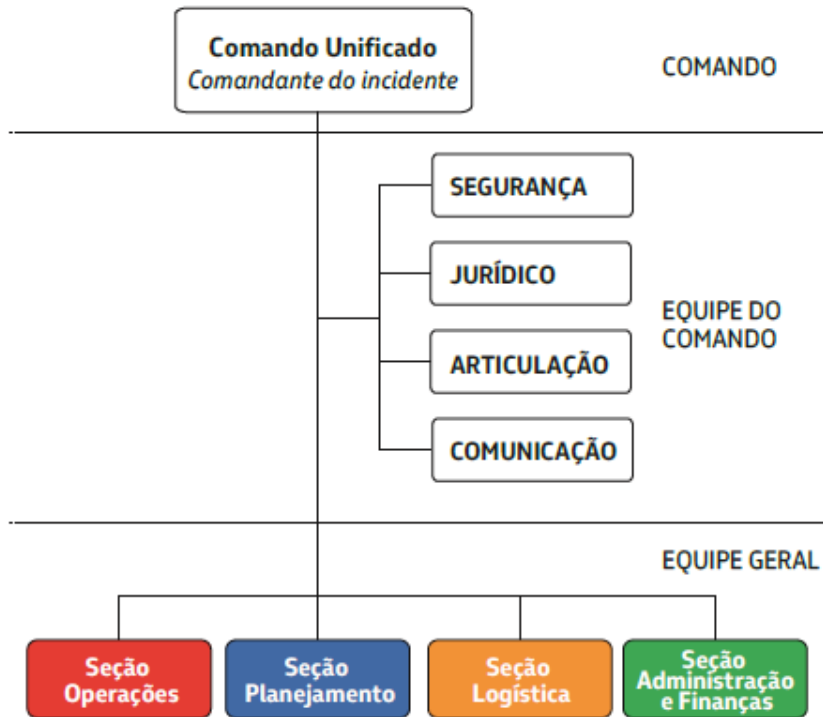 Comando Unificado
Comandante do incidente
COMANDO
SEGURANÇA
JURÍDICO
EQUIPE DO
COMANDO
ARTICULAÇÃO
COMUNICAÇÃO
EQUIPE GERAL
Seção
Operações
Seção
Planejamento
Seção
Logística
Seção
Administração
e Finanças